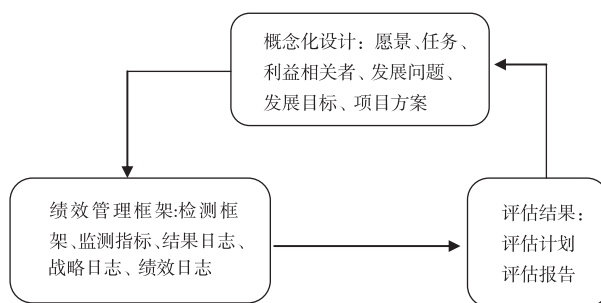 概念化设计：愿景、任务、
利益相关者、发展问题、
发展目标、项目方案
绩效管理框架:检测框
架、监测指标、结果日志、
战略日志、绩效日志
评估结果：
评估计划
评估报告